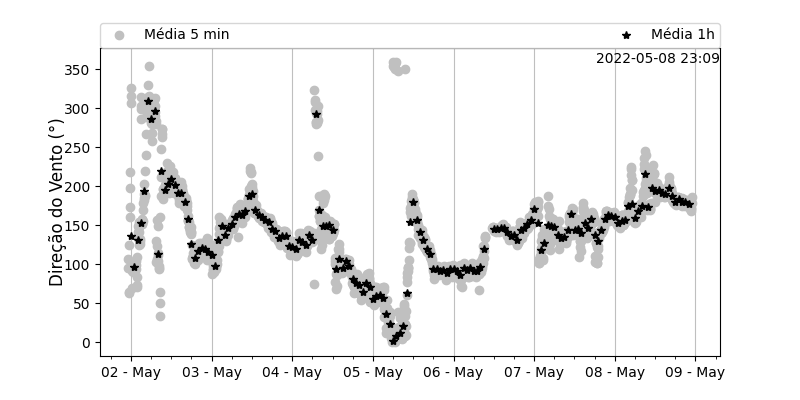 Média 5 min
Média 1h
2022-05-08 23:09
Direção do Vento (°)
350
300
250
200
150
100
50
0
02 - May
03 - May
04 - May
05 - May
06 - May
07 - May
08 - May
09 - May